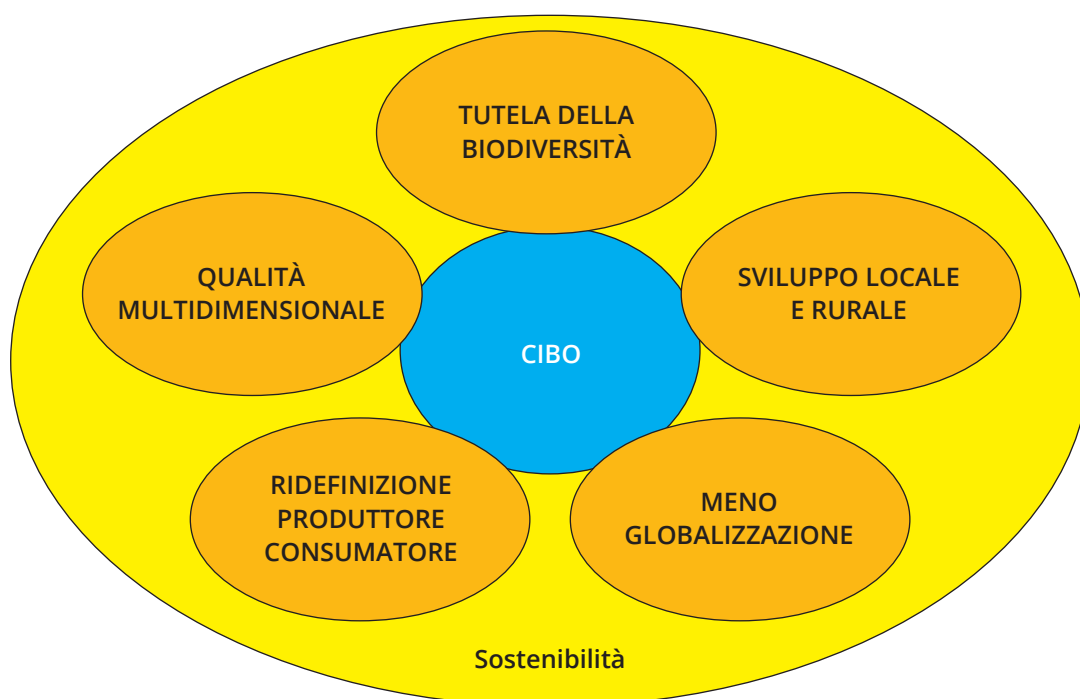 TUTELA DELLA
BIODIVERSITÀ
QUALITÀ
MULTIDIMENSIONALE
SVILUPPO LOCALE
E RURALE
CIBO
RIDEFINIZIONE
PRODUTTORE
CONSUMATORE
MENO
GLOBALIZZAZIONE
Sostenibilità